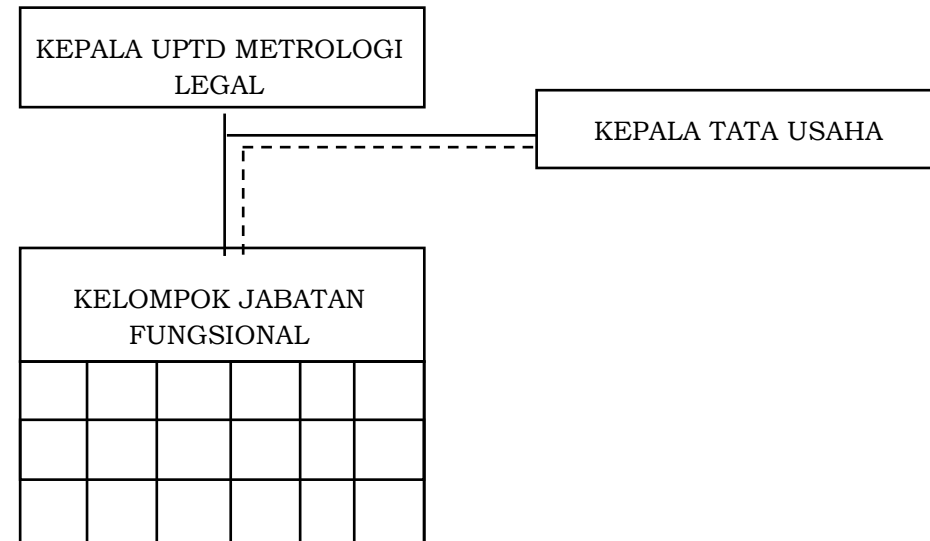 KEPALA UPTD METROLOGI
LEGAL
KEPALA TATA USAHA
KELOMPOK JABATAN
FUNGSIONAL